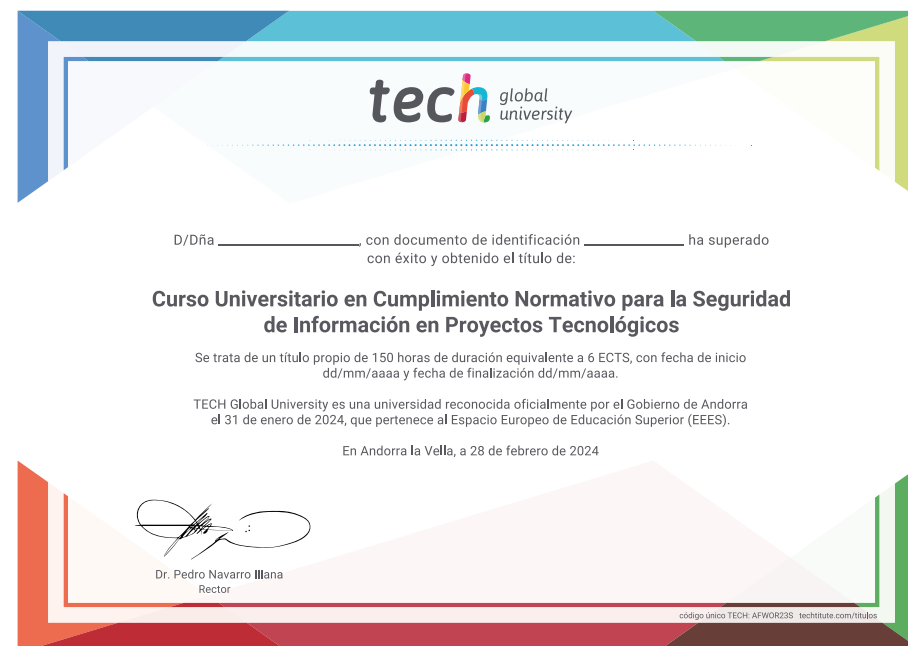 tech global university
D/Dña ____________________, con documento de identificación ______________ ha superado
con éxito y obtenido el título de:
Curso Universitario en Cumplimiento Normativo para la Seguridad
de Información en Proyectos Tecnológicos
Se trata de un título propio de 150 horas de duración equivalente a 6 ECTS, con fecha de inicio
dd/mm/aaaa y fecha de finalización dd/mm/aaaa.
TECH Global University es una universidad reconocida oficialmente por el Gobierno de Andorra
el 31 de enero de 2024, que pertenece al Espacio Europeo de Educación Superior (EEES).
En Andorra la Vella, a 28 de febrero de 2024
Dr. Pedro Navarro Illana
Rector
código único TECH: AFWOR23S techtitute.com/titulos